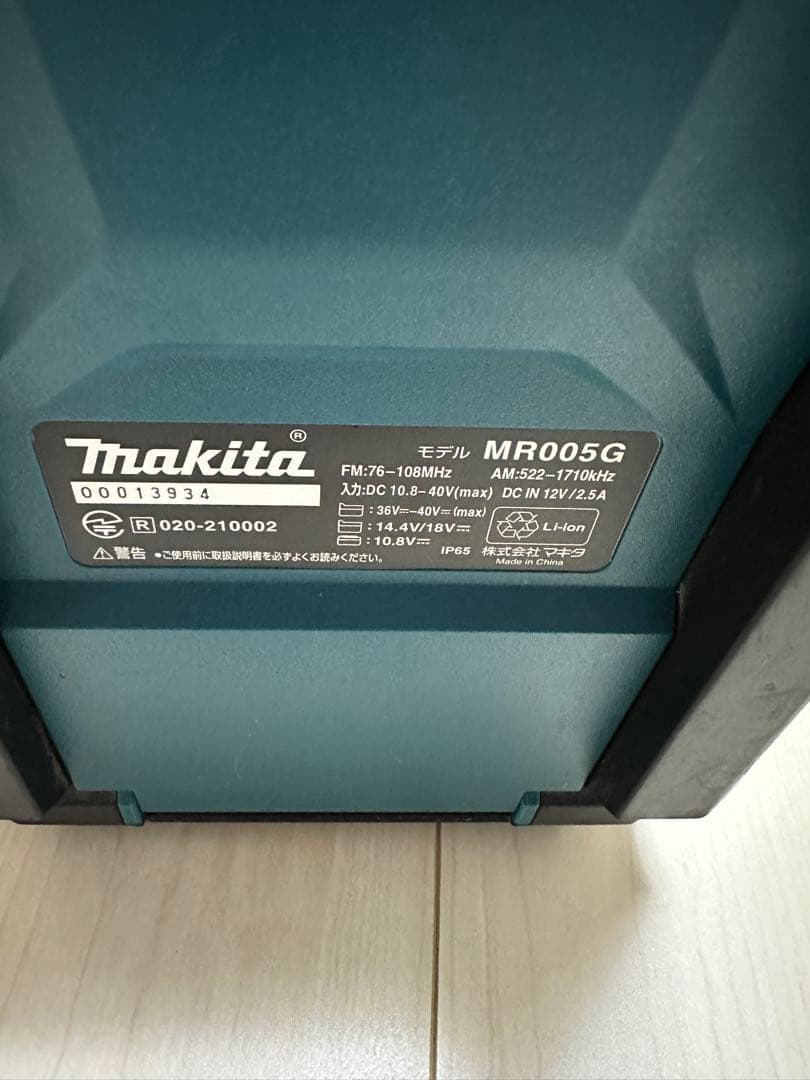 makita®
モデル MR005G
00013934
FM:76-108MHz AM:522-1710kHz
入力:DC 10.8-40V(max) DC IN 12V/2.5A
:36V⎓-40V⎓(max)
:14.4V/18V⎓
:10.8V⎓
Li-ion
R 020-210002
⚠警告 ●ご使用前に取扱説明書を必ずよくお読みください。
IP65 株式会社 マキタ
Made in China